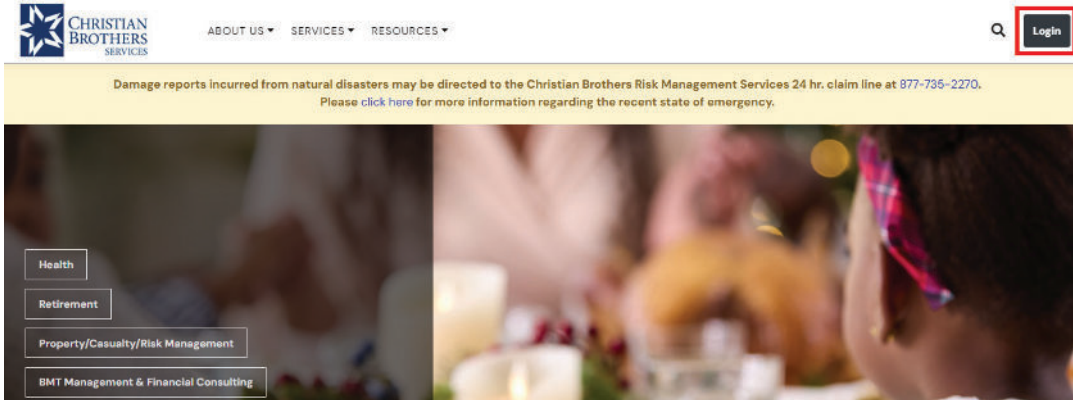 CHRISTIAN
BROTHERS
SERVICES
ABOUT US
SERVICES
RESOURCES
Login
Damage reports incurred from natural disasters may be directed to the Christian Brothers Risk Management Services 24 hr. claim line at 877-735-2270.
Please click here for more information regarding the recent state of emergency.
Health
Retirement
Property/Casualty/Risk Management
BMT Management & Financial Consulting